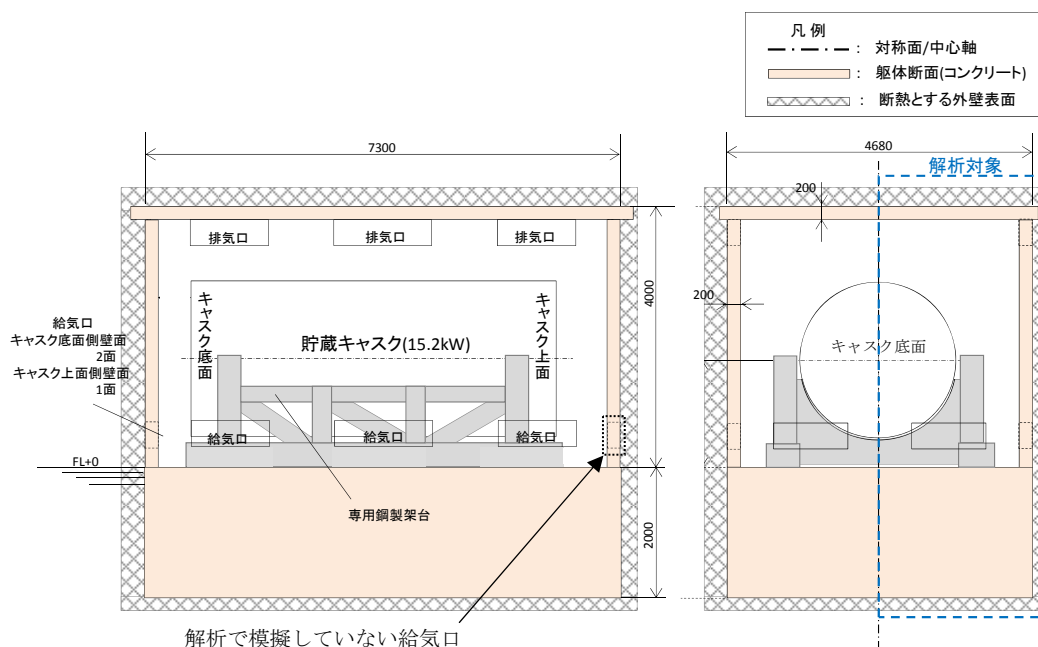 凡 例
： 対称面/中心軸
： 躯体断面(コンクリート)
： 断熱とする外壁表面
7300
4680
解析対象
200
排気口
排気口
排気口
4000
200
キャスク底面
キャスク上面
貯蔵キャスク(15.2kW)
キャスク底面
給気口
キャスク底面側壁面
2面
キャスク上面側壁面
1面
給気口
給気口
給気口
FL+0
専用鋼製架台
2000
解析で模擬していない給気口